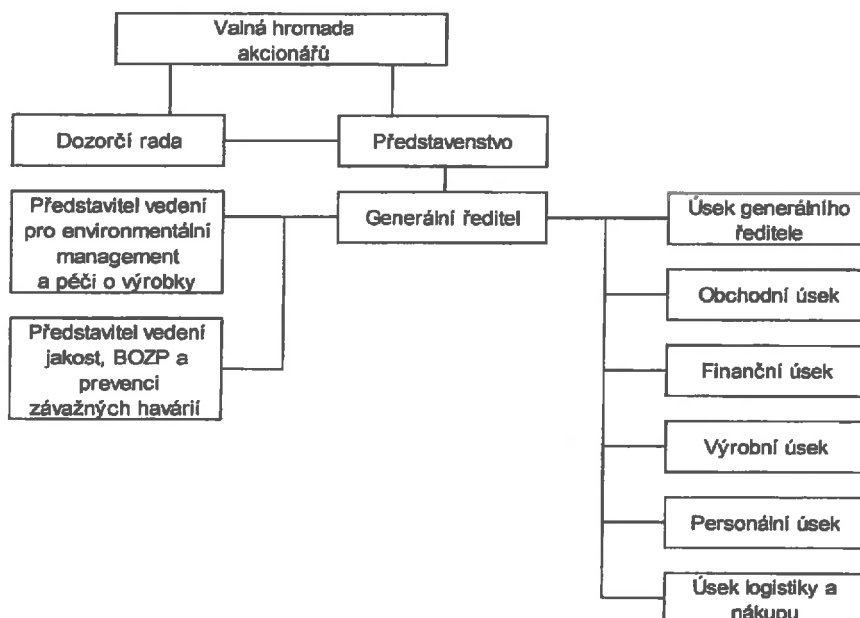 Valná hromada
akcionářů
Dozorčí rada
Představenstvo
Představitel vedení
pro environmentální
management
a péči o výrobky
Generální ředitel
Úsek generálního
ředitele
Obchodní úsek
Představitel vedení
jakost, BOZP a
prevenci
závažných havárií
Finanční úsek
Výrobní úsek
Personální úsek
Úsek logistiky a
nákupu